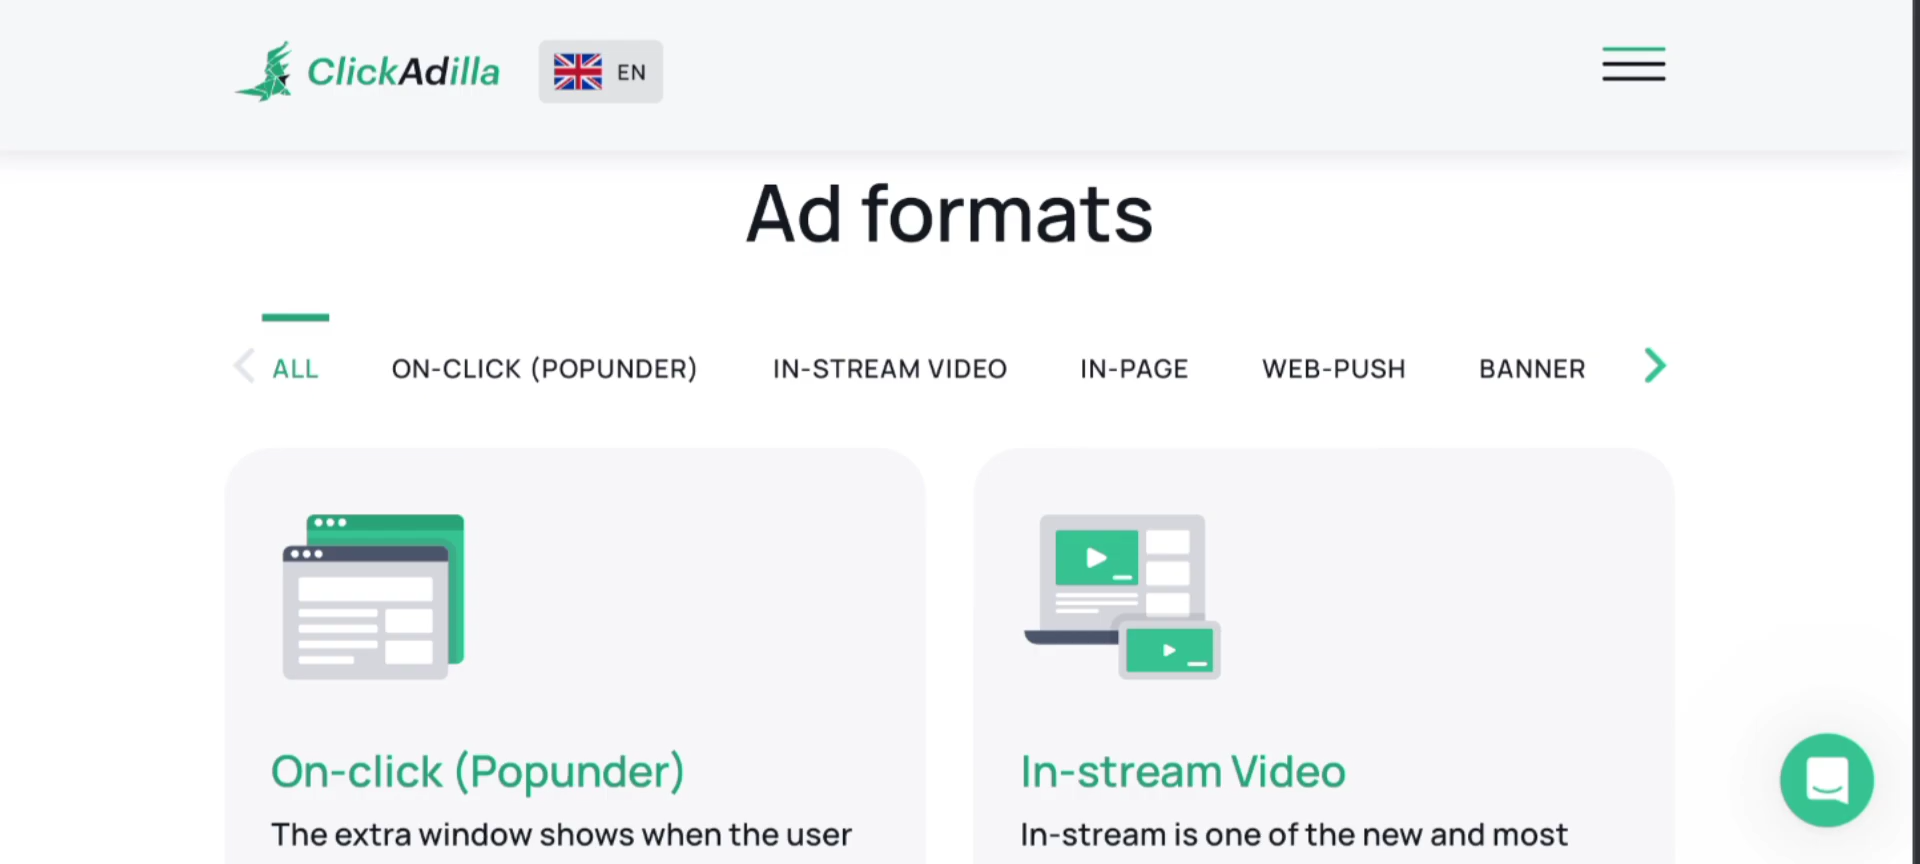 ClickAdilla
EN
Ad formats
ALL ON-CLICK (POPUNDER) IN-STREAM VIDEO IN-PAGE WEB-PUSH BANNER
On-click (Popunder)
The extra window shows when the user
In-stream Video
In-stream is one of the new and most